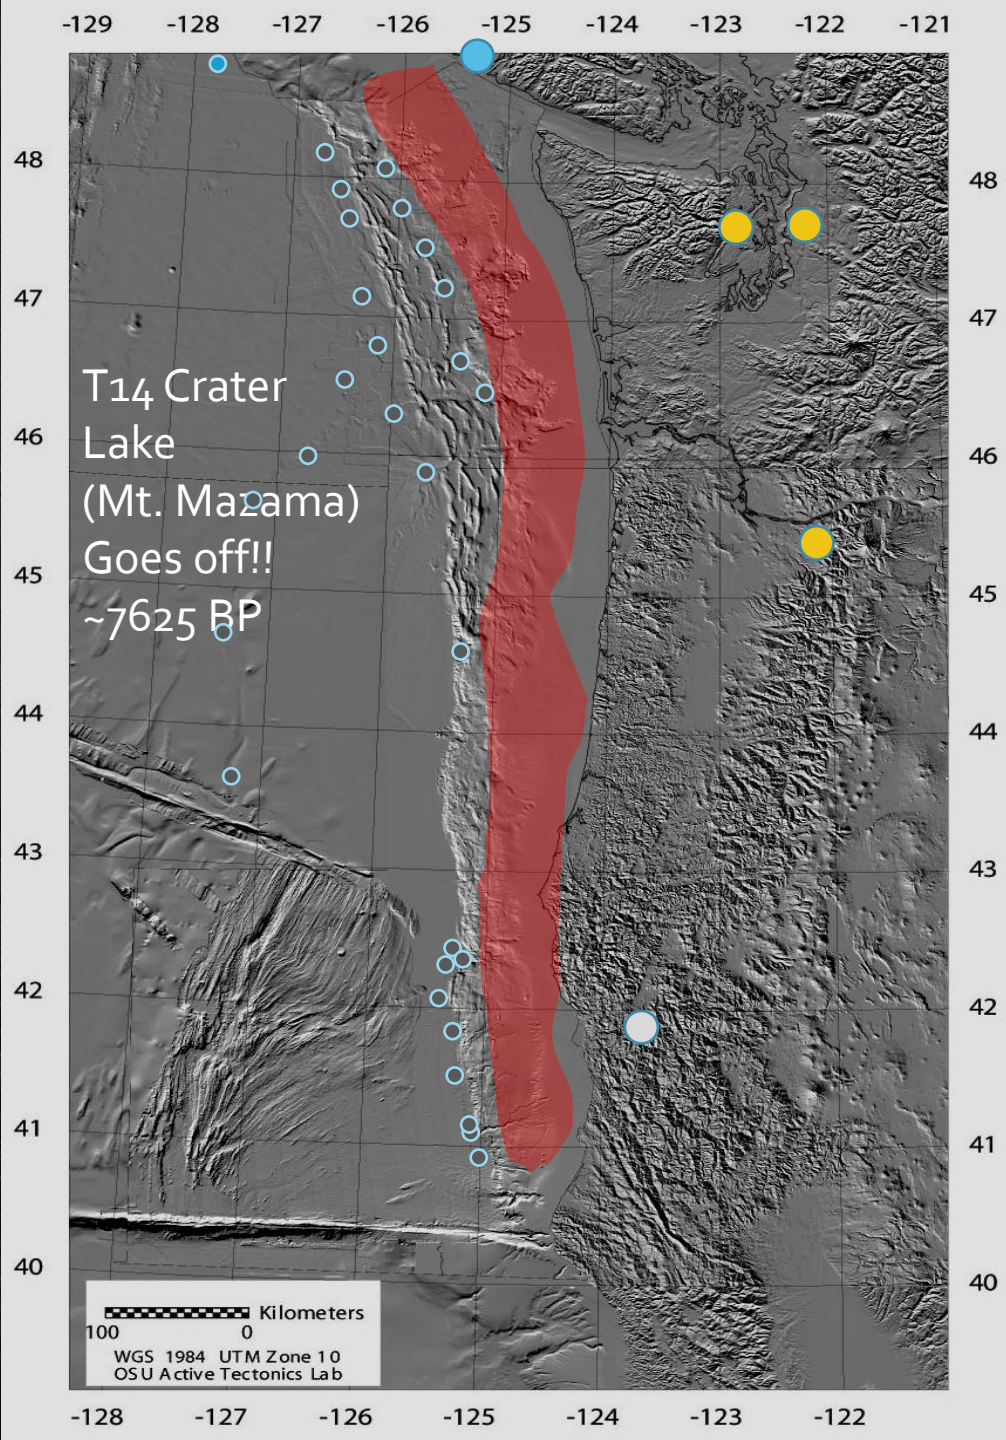 -129 -128 -127 -126 -125 -124 -123 -122 -121
48 48
47 47
T14 Crater
Lake
46 46
(Mt. Mazama)
Goes off!!
45 45
~7625 BP
44 44
43 43
42 42
41 41
40 40
Kilometers
100 0
WGS 1984 UTM Zone 10
OSU Active Tectonics Lab
-128 -127 -126 -125 -124 -123 -122